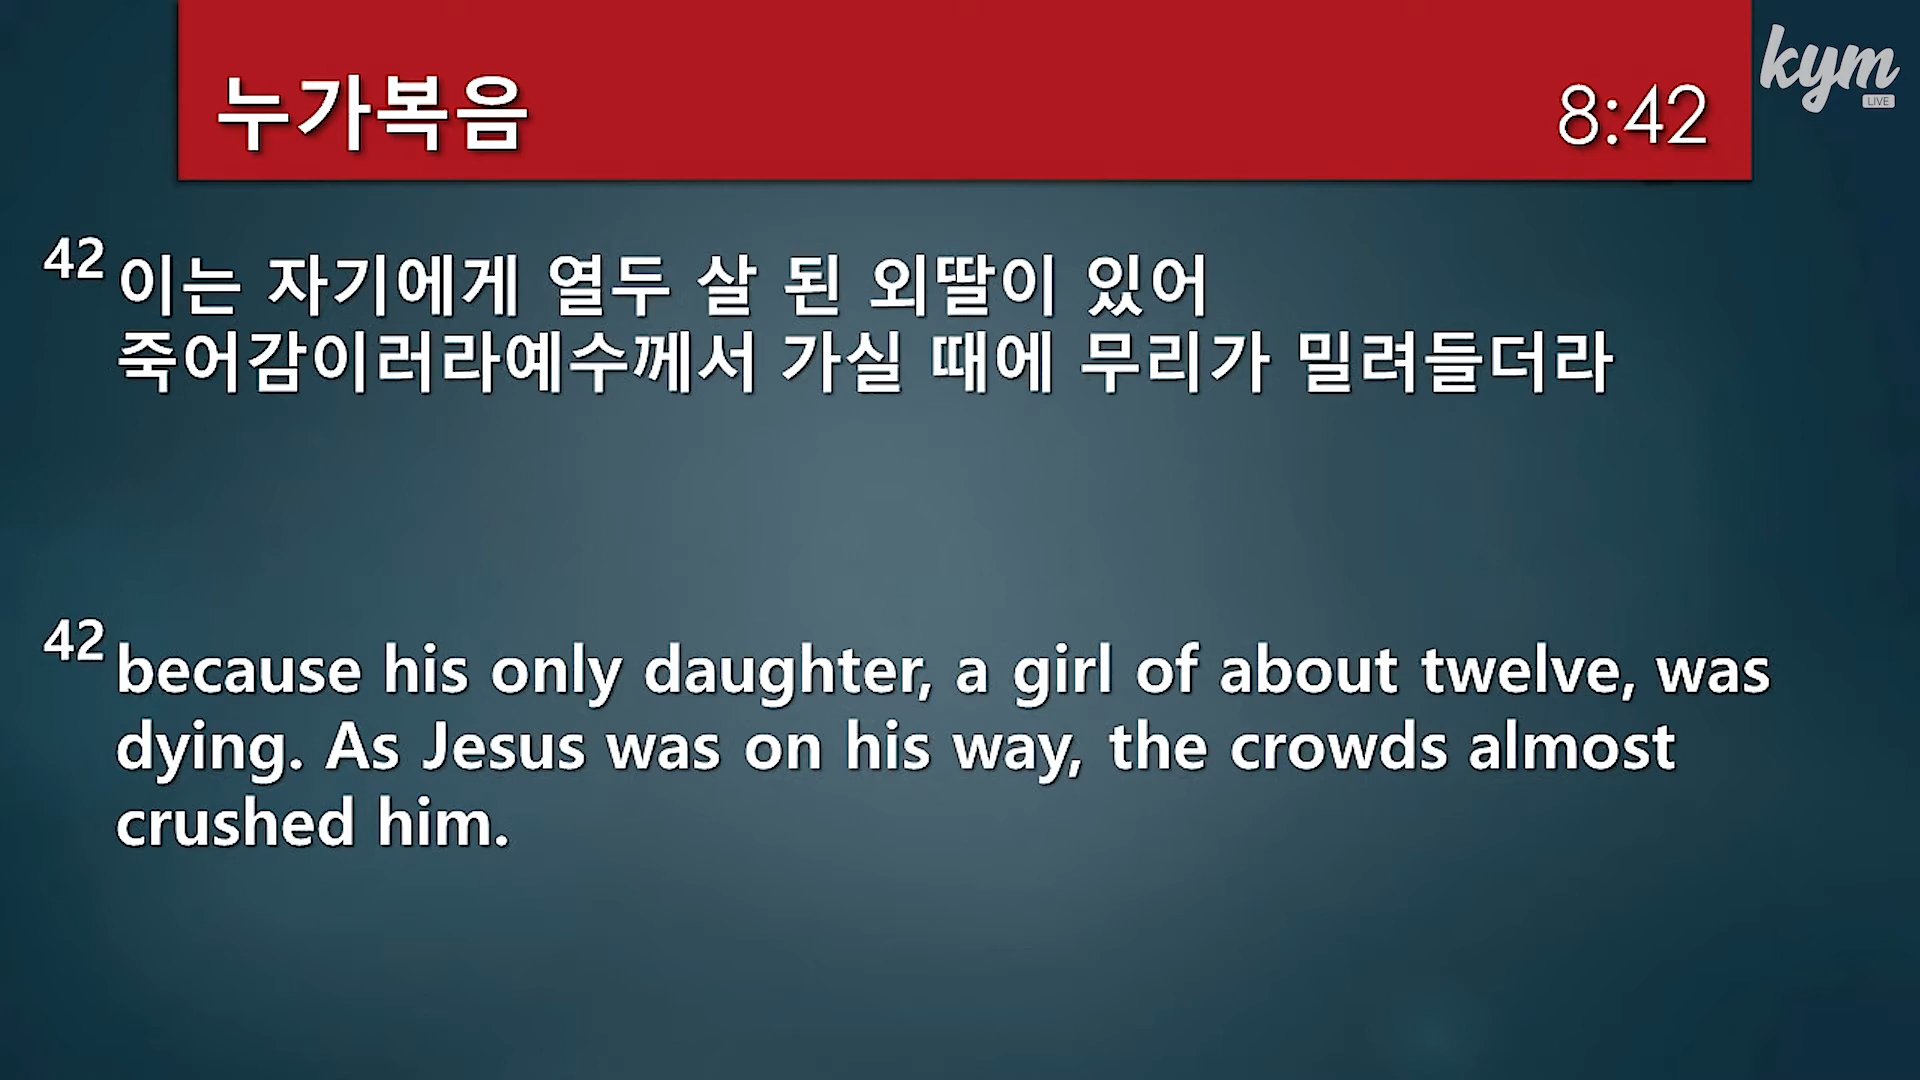 누가복음
8:42
kym
LIVE
42 이는 자기에게 열두 살 된 외딸이 있어
죽어감이러라예수께서 가실 때에 무리가 밀려들더라
42 because his only daughter, a girl of about twelve, was
dying. As Jesus was on his way, the crowds almost
crushed him.